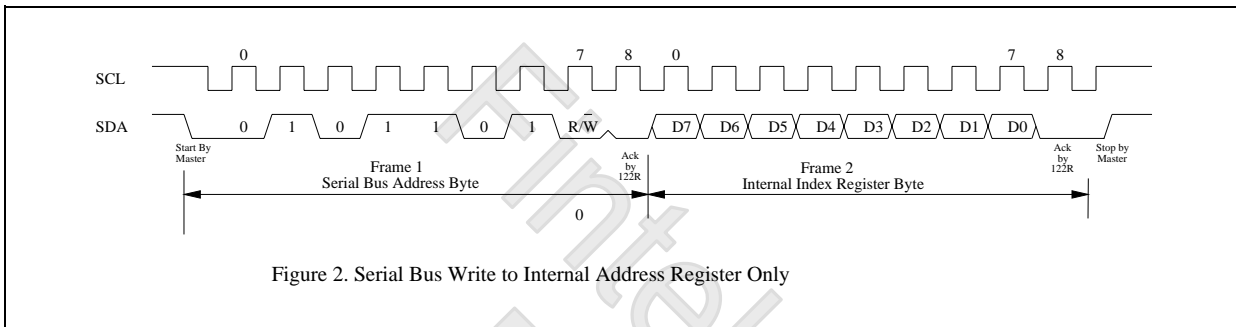 0 7 8 0 7 8
SCL
SDA 0 1 0 1 1 0 1 R/W̅ D7 D6 D5 D4 D3 D2 D1 D0
Start By
Master
Ack
by
122R
Ack
by
122R
Stop by
Master
Frame 1
Serial Bus Address Byte
Frame 2
Internal Index Register Byte
0
Figure 2. Serial Bus Write to Internal Address Register Only
Fintek